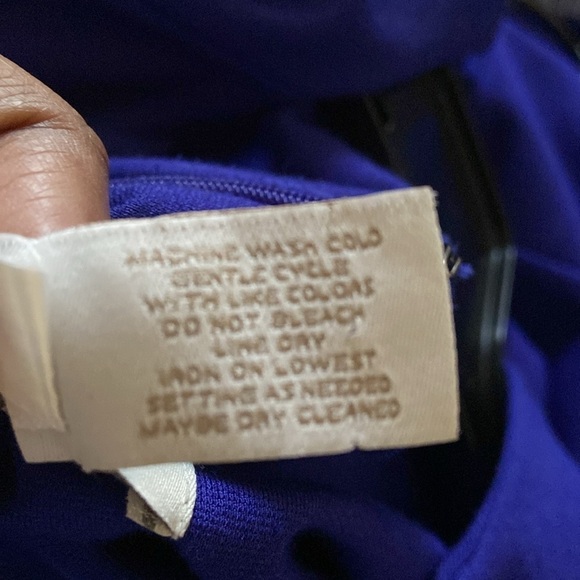 MACHINE WASH COLD
GENTLE CYCLE
WITH LIKE COLORS
DO NOT BLEACH
LINE DRY
IRON ON LOWEST
SETTING AS NEEDED
MAYBE DRY CLEANED